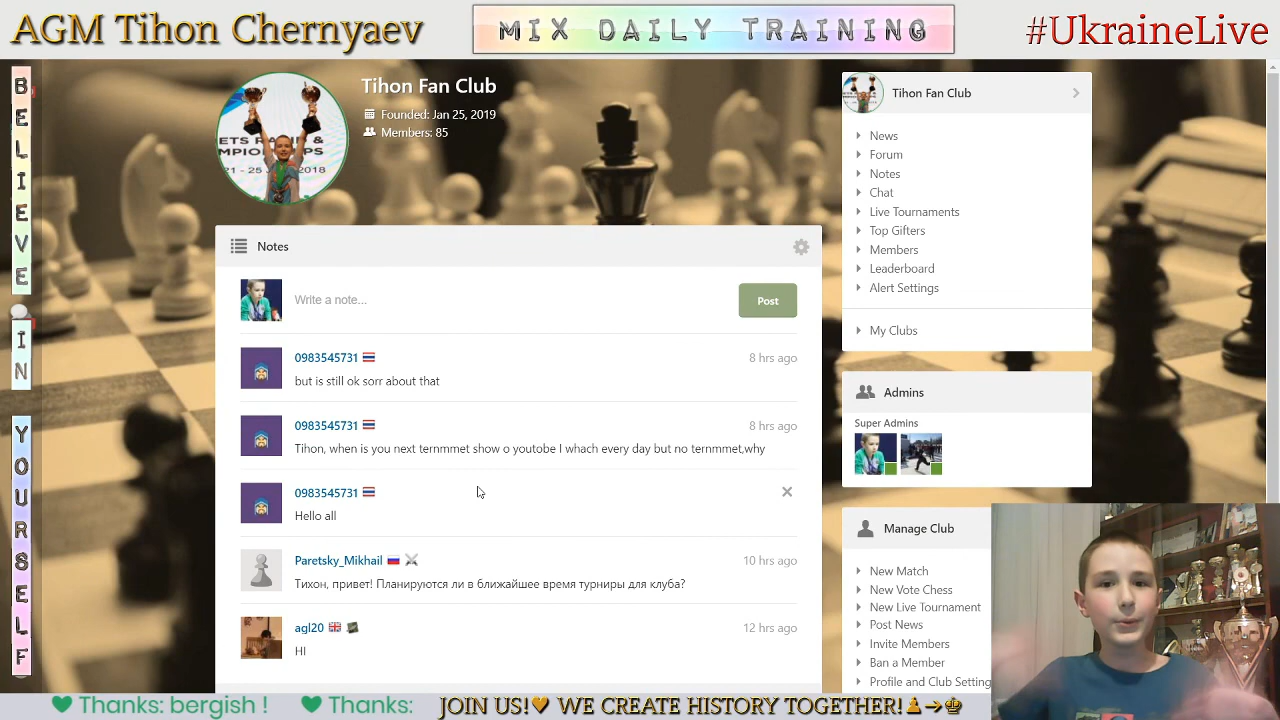 AGM Tihon Chernyaev
MIX DAILY TRAINING
#UkraineLive
BELIEVE IN YOURSELF
Tihon Fan Club
Founded: Jan 25, 2019
Members: 85
21 - 25 2018
Notes
Write a note...
Post
0983545731
8 hrs ago
but is still ok sorr about that
0983545731
8 hrs ago
Tihon, when is you next ternmmet show o youtobe I whach every day but no ternmmet,why
0983545731
Hello all
Paretsky_Mikhail
10 hrs ago
Тихон, привет! Планируются ли в ближайшее время турниры для клуба?
agl20
12 hrs ago
HI
Tihon Fan Club
News
Forum
Notes
Chat
Live Tournaments
Top Gifters
Members
Leaderboard
Alert Settings
My Clubs
Admins
Super Admins
Manage Club
New Match
New Vote Chess
New Live Tournament
Post News
Invite Members
Ban a Member
Profile and Club Setting
Thanks: bergish !
Thanks:
JOIN US! WE CREATE HISTORY TOGETHER!